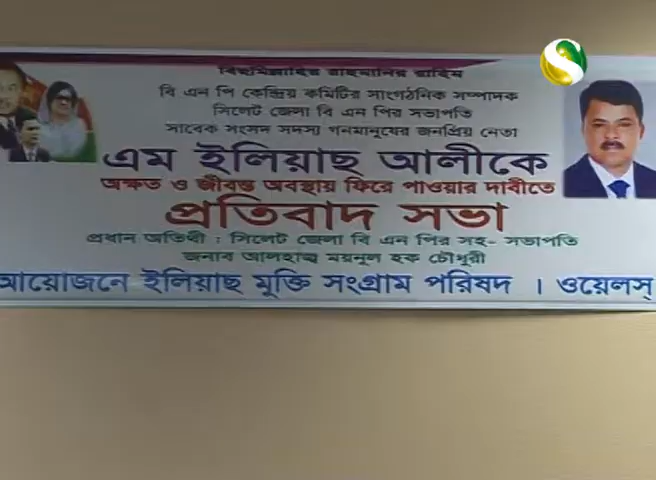 বিছমিল্লাহির রাহমানির রাহিম
বি এন পি কেন্দ্রিয় কমিটির সাংগঠনিক সম্পাদক
সিলেট জেলা বি এন পির সভাপতি
সাবেক সংসদ সদস্য গনমানুষের জনপ্রিয় নেতা
এম ইলিয়াছ আলীকে
অক্ষত ও জীবন্ত অবস্থায় ফিরে পাওয়ার দাবীতে
প্রতিবাদ সভা
প্রধান অতিথী : সিলেট জেলা বি এন পির সহ- সভাপতি
জনাব আলহাজ্ব ময়নুল হক চৌধুরী
আয়োজনে ইলিয়াছ মুক্তি সংগ্রাম পরিষদ । ওয়েলস্